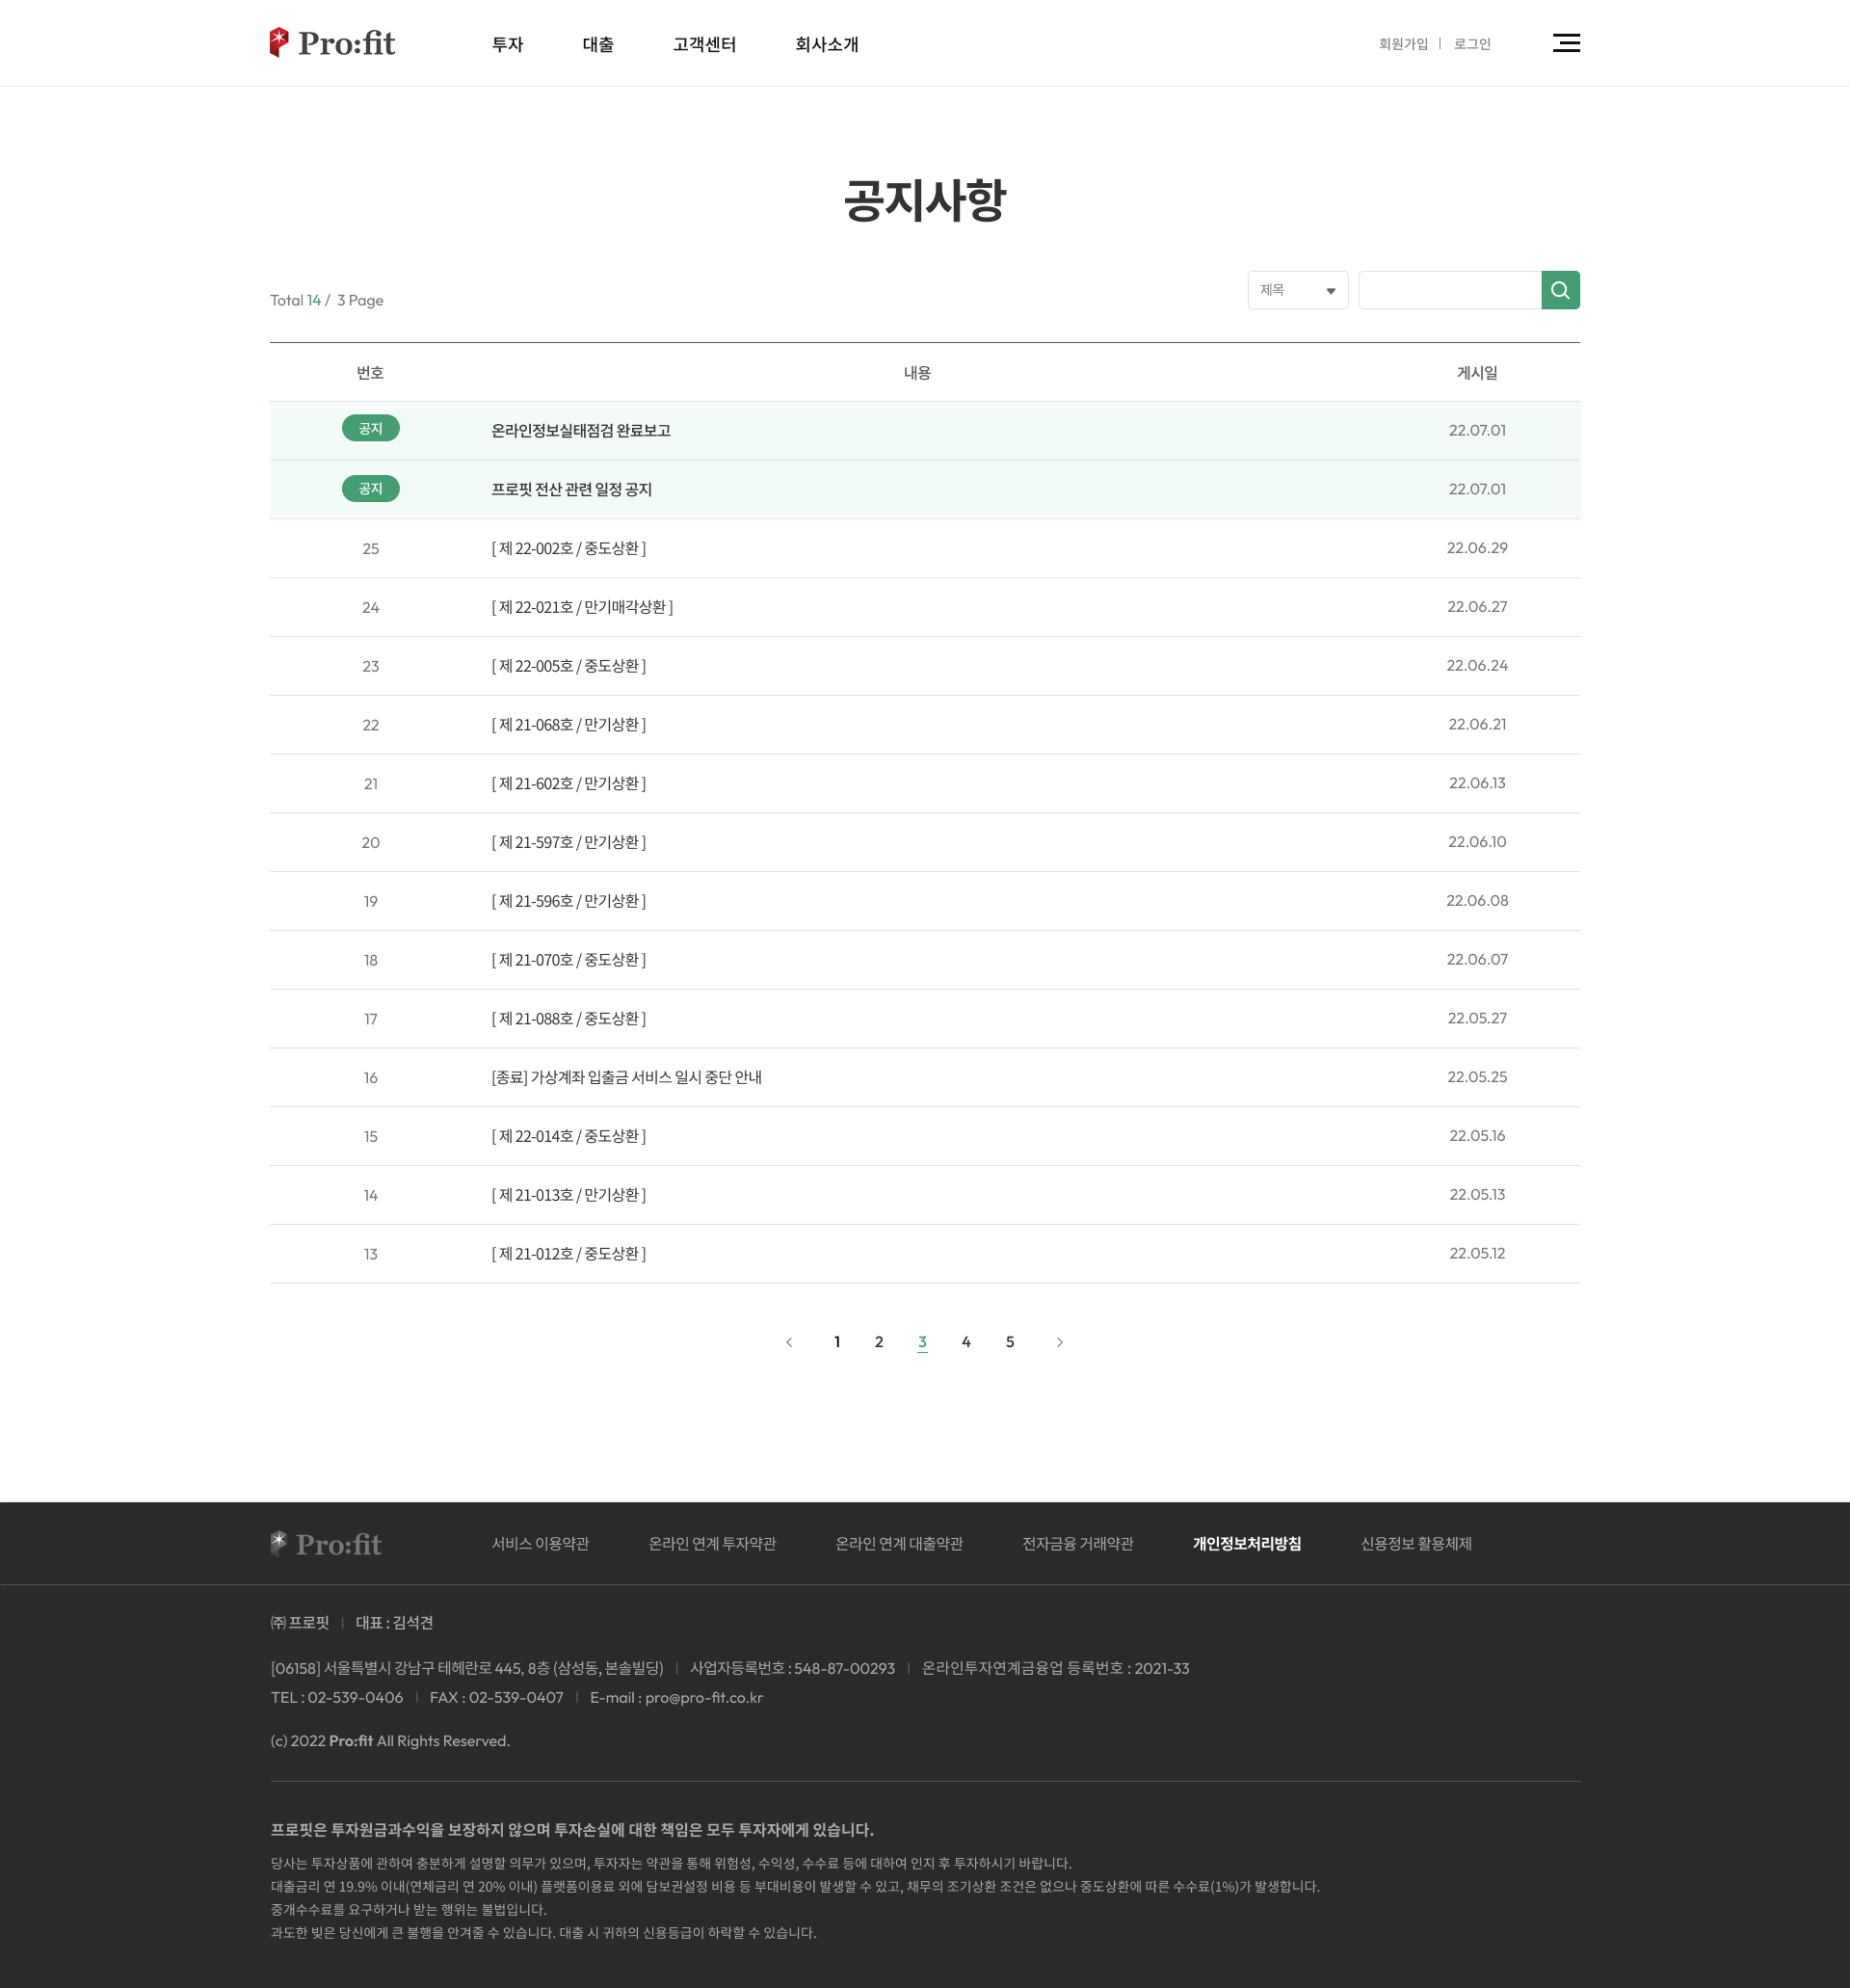 Pro:fit 투자 대출 고객센터 회사소개 회원가입 로그인
공지사항
Total 14 / 3 Page 제목
번호 내용 게시일
공지 온라인정보실태점검 완료보고 22.07.01
공지 프로핏 전산 관련 일정 공지 22.07.01
25 [ 제 22-002호 / 중도상환 ] 22.06.29
24 [ 제 22-021호 / 만기매각상환 ] 22.06.27
23 [ 제 22-005호 / 중도상환 ] 22.06.24
22 [ 제 21-068호 / 만기상환 ] 22.06.21
21 [ 제 21-602호 / 만기상환 ] 22.06.13
20 [ 제 21-597호 / 만기상환 ] 22.06.10
19 [ 제 21-596호 / 만기상환 ] 22.06.08
18 [ 제 21-070호 / 중도상환 ] 22.06.07
17 [ 제 21-088호 / 중도상환 ] 22.05.27
16 [종료] 가상계좌 입출금 서비스 일시 중단 안내 22.05.25
15 [ 제 22-014호 / 중도상환 ] 22.05.16
14 [ 제 21-013호 / 만기상환 ] 22.05.13
13 [ 제 21-012호 / 중도상환 ] 22.05.12
1 2 3 4 5
Pro:fit 서비스 이용약관 온라인 연계 투자약관 온라인 연계 대출약관 전자금융 거래약관 개인정보처리방침 신용정보 활용체제
㈜ 프로핏 | 대표 : 김석견
[06158] 서울특별시 강남구 테헤란로 445, 8층 (삼성동, 본솔빌딩) | 사업자등록번호 : 548-87-00293 | 온라인투자연계금융업 등록번호 : 2021-33
TEL : 02-539-0406 | FAX : 02-539-0407 | E-mail : pro@pro-fit.co.kr
(c) 2022 Pro:fit All Rights Reserved.
프로핏은 투자원금과수익을 보장하지 않으며 투자손실에 대한 책임은 모두 투자자에게 있습니다.
당사는 투자상품에 관하여 충분하게 설명할 의무가 있으며, 투자자는 약관을 통해 위험성, 수익성, 수수료 등에 대하여 인지 후 투자하시기 바랍니다.
대출금리 연 19.9% 이내(연체금리 연 20% 이내) 플랫폼이용료 외에 담보권설정 비용 등 부대비용이 발생할 수 있고, 채무의 조기상환 조건은 없으나 중도상환에 따른 수수료(1%)가 발생합니다.
중개수수료를 요구하거나 받는 행위는 불법입니다.
과도한 빚은 당신에게 큰 불행을 안겨줄 수 있습니다. 대출 시 귀하의 신용등급이 하락할 수 있습니다.